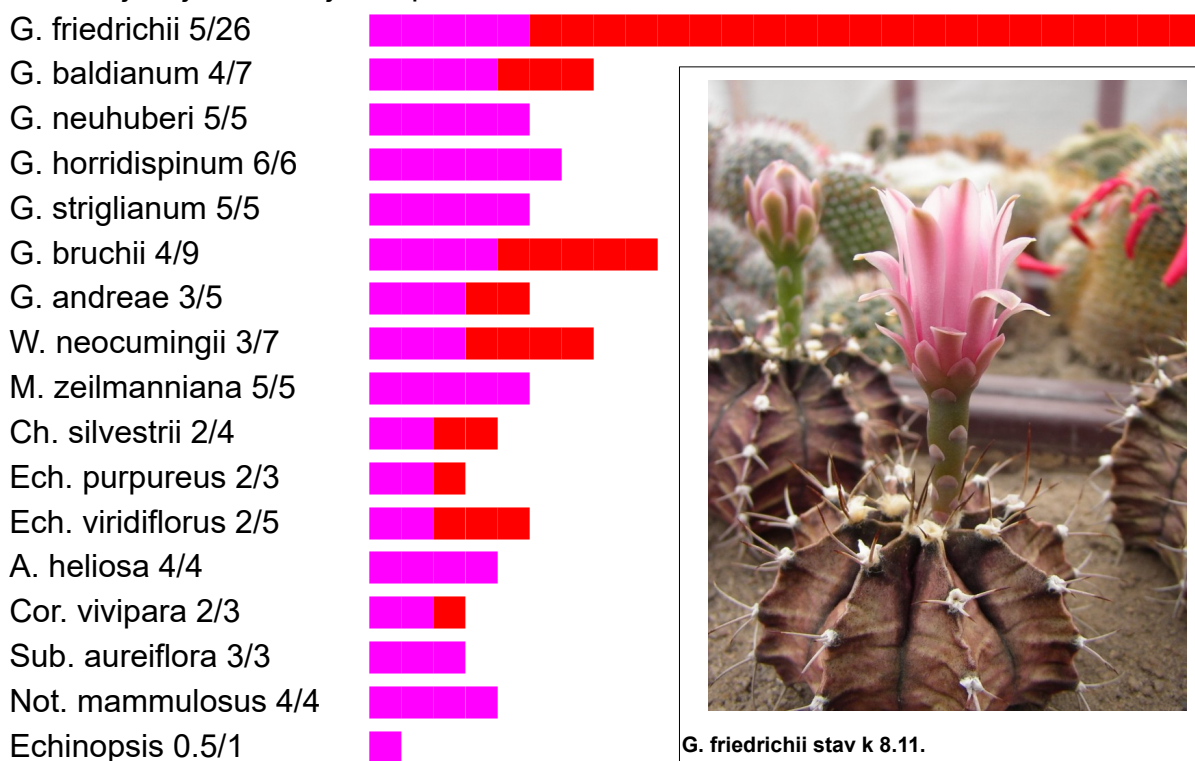 G. friedrichii 5/26
G. baldianum 4/7
G. neuhuberi 5/5
G. horridispinum 6/6
G. striglianum 5/5
G. bruchii 4/9
G. andreae 3/5
W. neocumingii 3/7
M. zeilmanniana 5/5
Ch. silvestrii 2/4
Ech. purpureus 2/3
Ech. viridiflorus 2/5
A. heliosa 4/4
Cor. vivipara 2/3
Sub. aureiflora 3/3
Not. mammulosus 4/4
Echinopsis 0.5/1
G. friedrichii stav k 8.11.